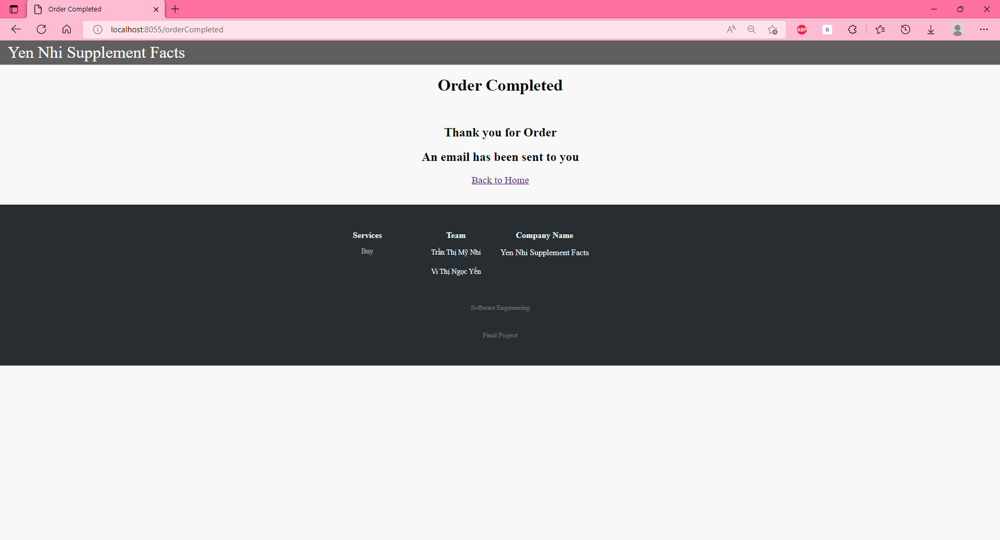 Order Completed
localhost:8055/orderCompleted
A
ABP
B
Yen Nhi Supplement Facts
Order Completed
Thank you for Order
An email has been sent to you
Back to Home
Services
Buy
Team
Trần Thị Mỹ Nhi
Vi Thị Ngọc Yến
Company Name
Yen Nhi Supplement Facts
Software Engineering
Final Project